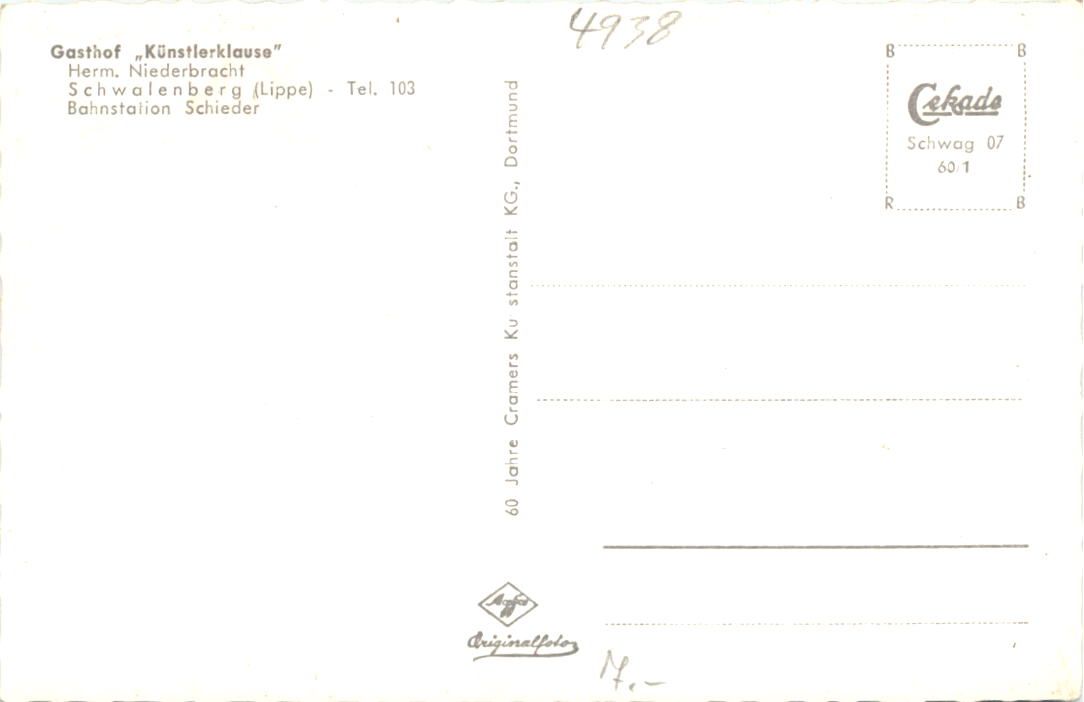 4938
Gasthof „Künstlerklause”
Herm. Niederbracht
Schwalenberg (Lippe) - Tel. 103
Bahnstation Schieder
60 Jahre Cramers Ku stanstalt KG., Dortmund
B B
Cekade
Schwag 07
60/1
R B
Agfa
Originalfoto